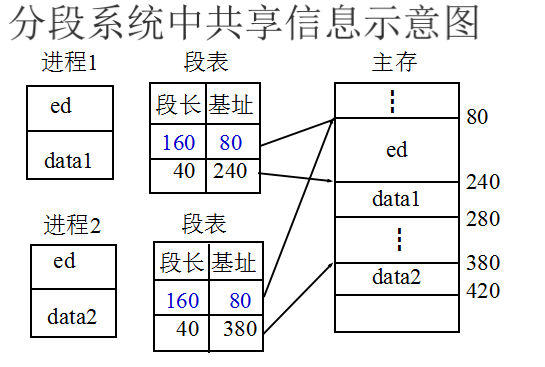 分段系统中共享信息示意图
进程1
段表
主存
ed
data1
段长 基址
160 80
40 240
80
ed
240
data1
280
380
data2
420
进程2
段表
ed
data2
段长 基址
160 80
40 380